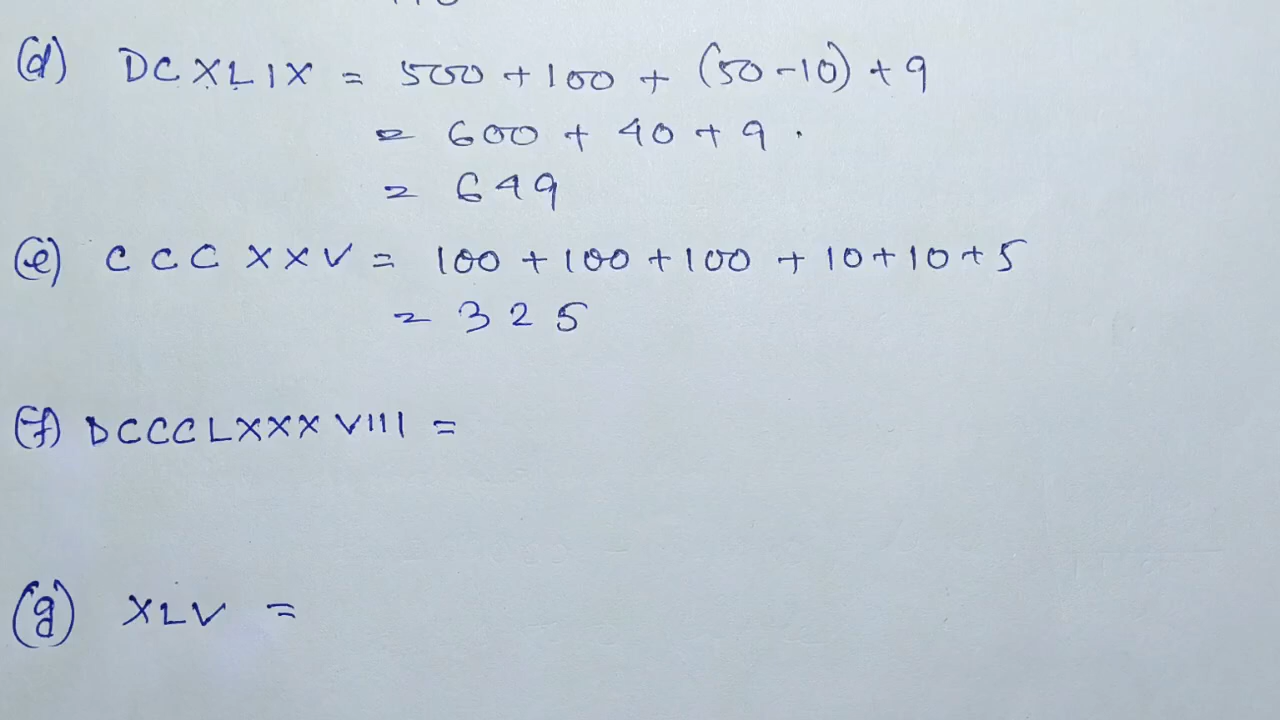 (d) DCXLIX = 500 + 100 + (50-10) + 9
= 600 + 40 + 9 .
= 649
(e) CCCXXV = 100 + 100 + 100 + 10 + 10 + 5
= 325
(f) DCCCLXXXVIII =
(g) XLV =